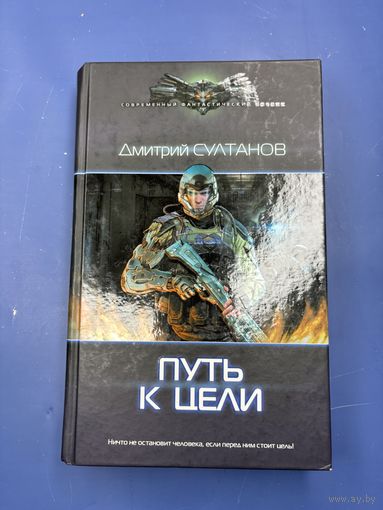 СОВРЕМЕННЫЙ ФАНТАСТИЧЕСКИЙ БОЕВИК
Дмитрий СУЛТАНОВ
ПУТЬ
К ЦЕЛИ
Ничто не остановит человека, если перед ним стоит цель!
www.ay.by